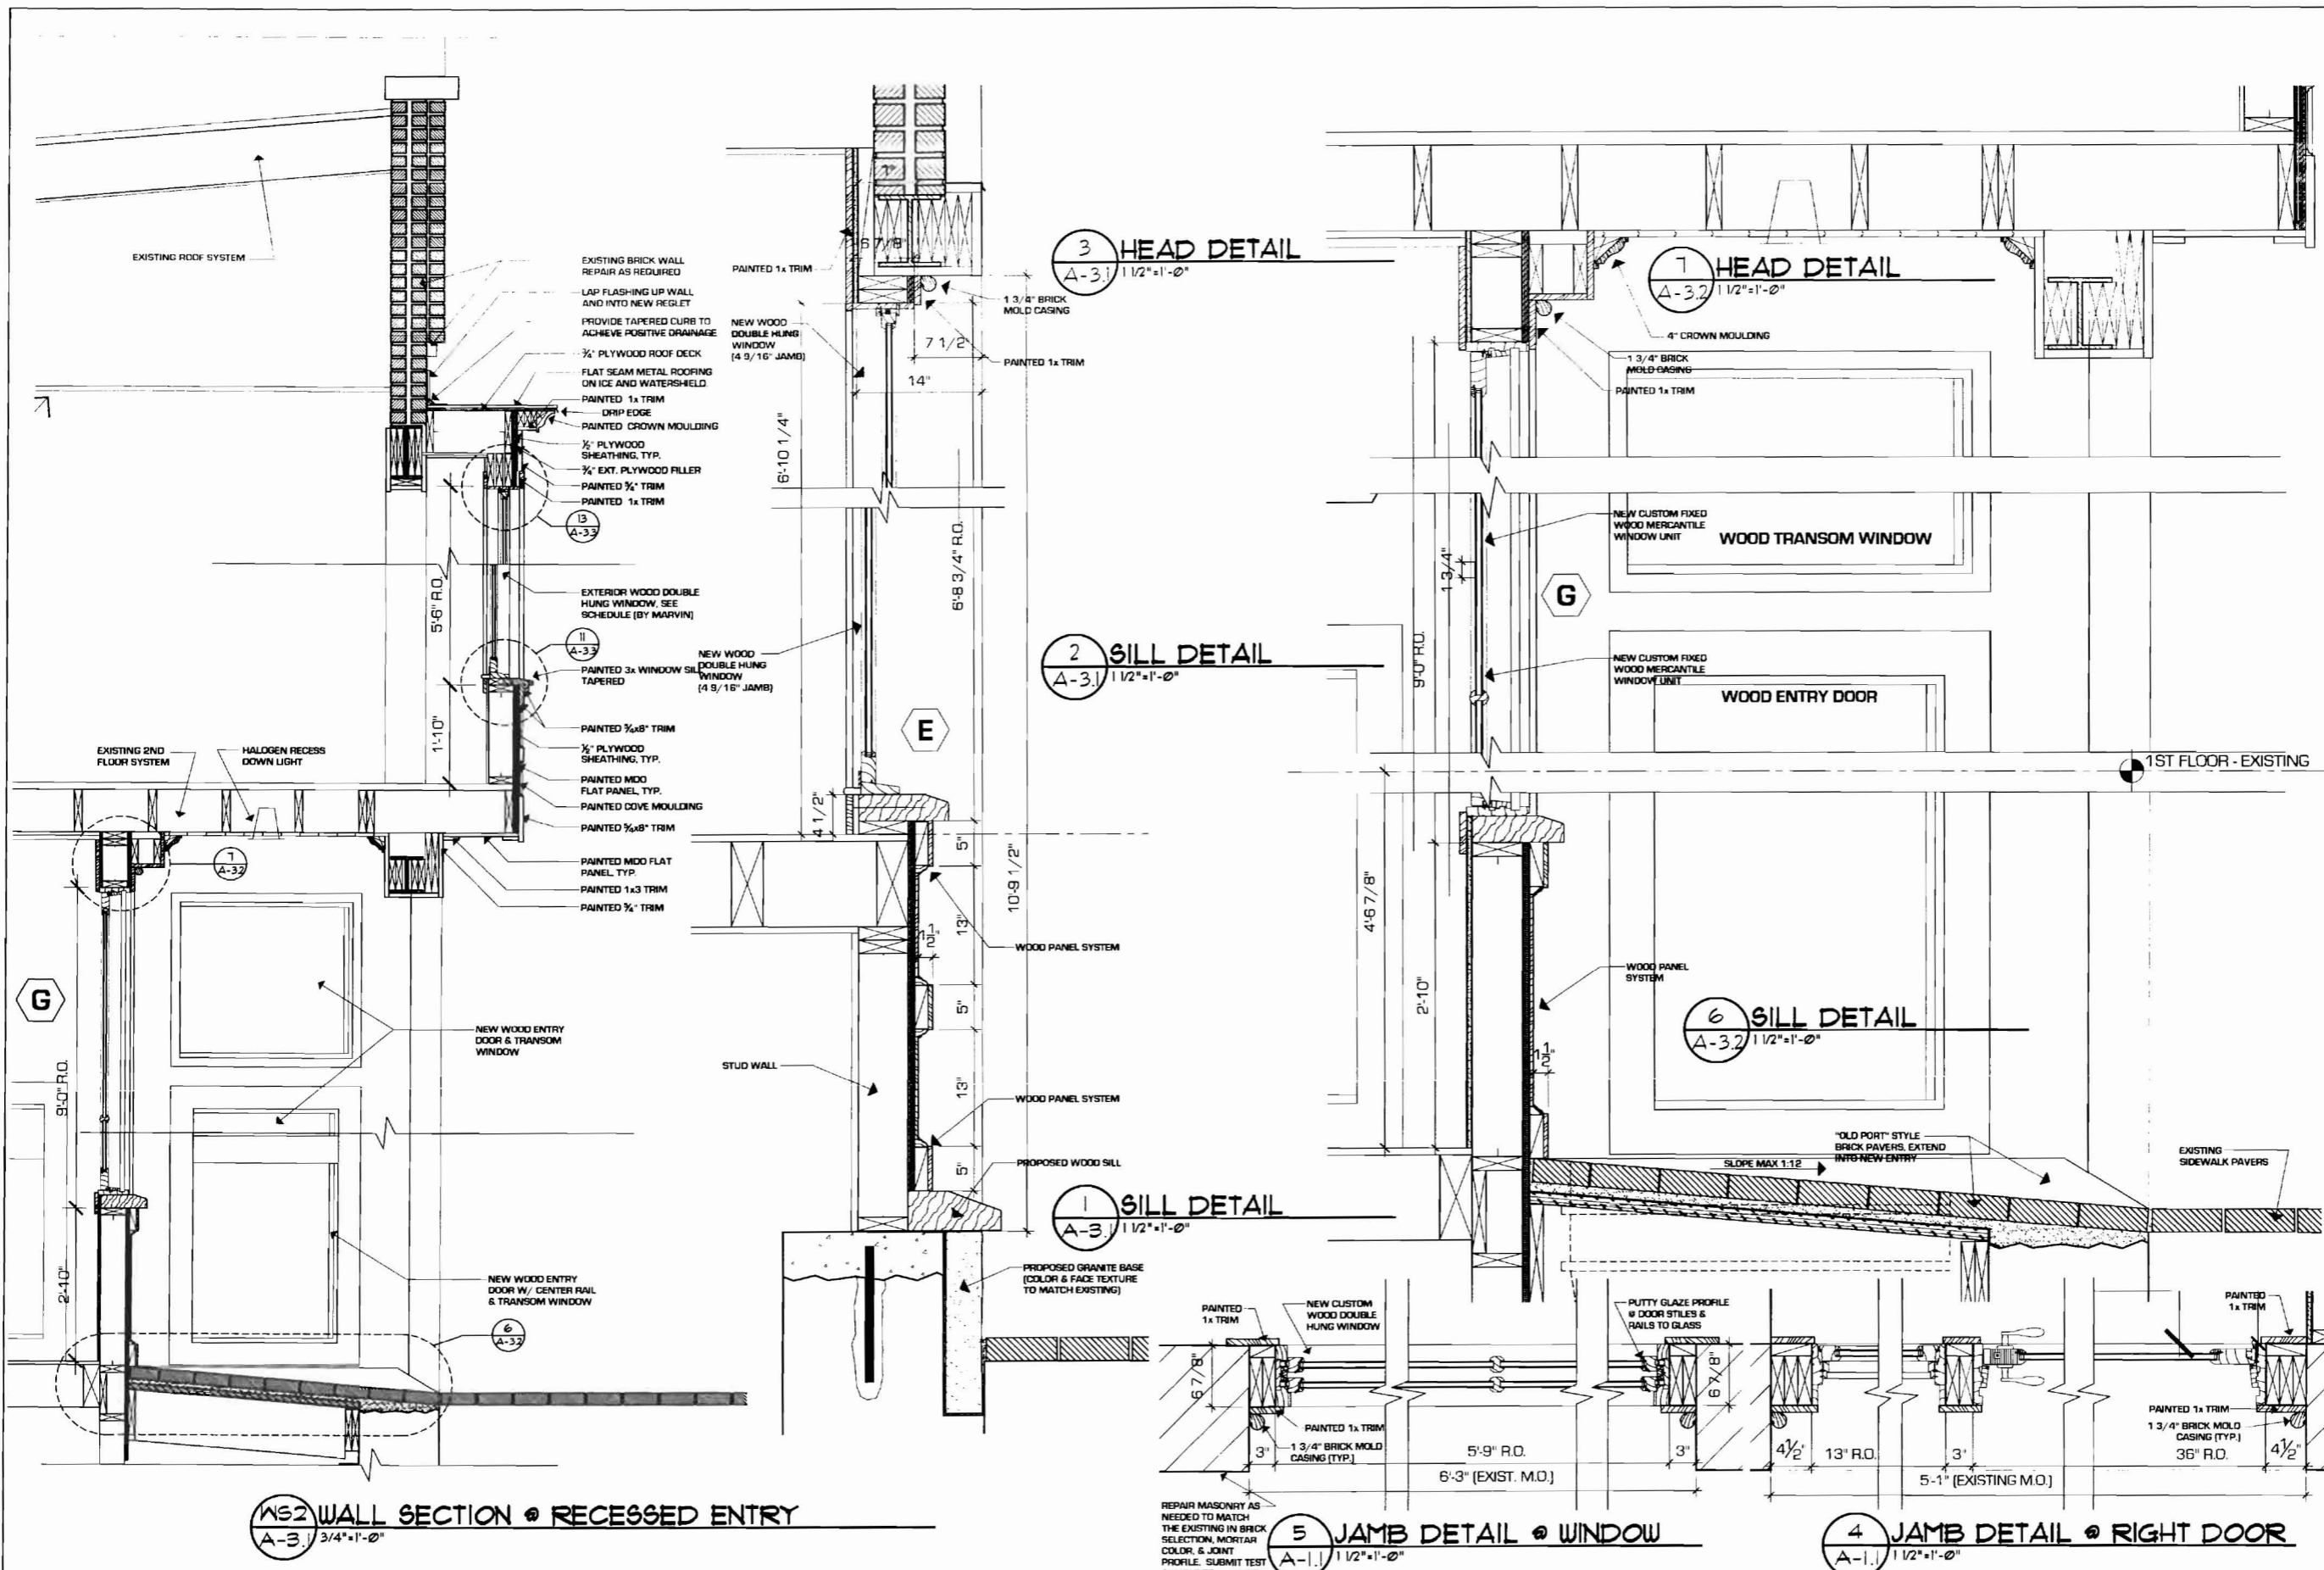 EXISTING ROOF SYSTEM
EXISTING BRICK WALL
REPAIR AS REQUIRED
LAP FLASHING UP WALL
AND INTO NEW REGLET
PROVIDE TAPERED CURB TO
ACHIEVE POSITIVE DRAINAGE
¾" PLYWOOD ROOF DECK
FLAT SEAM METAL ROOFING
ON ICE AND WATERSHIELD
PAINTED 1x TRIM
DRIP EDGE
PAINTED CROWN MOULDING
½" PLYWOOD
SHEATHING, TYP.
¾" EXT. PLYWOOD FILLER
PAINTED ¾" TRIM
PAINTED 1x TRIM
13
A-3.3
5'-6" R.O.
EXTERIOR WOOD DOUBLE
HUNG WINDOW, SEE
SCHEDULE (BY MARVIN)
11
A-3.3
PAINTED 3x WINDOW SILL
TAPERED
1'-10"
PAINTED 5/4x8" TRIM
½" PLYWOOD
SHEATHING, TYP.
PAINTED MDO
FLAT PANEL, TYP.
PAINTED COVE MOULDING
PAINTED 5/4x8" TRIM
EXISTING 2ND
FLOOR SYSTEM
HALOGEN RECESS
DOWN LIGHT
7
A-3.2
PAINTED MDO FLAT
PANEL, TYP.
PAINTED 1x3 TRIM
PAINTED ¾" TRIM
G
NEW WOOD ENTRY
DOOR & TRANSOM
WINDOW
9'-0" R.O.
2'-10"
NEW WOOD ENTRY
DOOR W/ CENTER RAIL
& TRANSOM WINDOW
6
A-3.2
WS2
A-3.1
WALL SECTION @ RECESSED ENTRY
3/4"=1'-0"
7"
6 7/8"
PAINTED 1x TRIM
3
A-3.1
HEAD DETAIL
1 1/2"=1'-0"
1 3/4" BRICK
MOLD CASING
NEW WOOD
DOUBLE HUNG
WINDOW
(4 9/16" JAMB)
7 1/2"
PAINTED 1x TRIM
14"
6'-10 1/4"
6'-8 3/4" R.O.
NEW WOOD
DOUBLE HUNG
WINDOW
(4 9/16" JAMB)
2
A-3.1
SILL DETAIL
1 1/2"=1'-0"
E
4 1/2"
5"
10'-9 1/2"
13"
1 1/2"
WOOD PANEL SYSTEM
5"
STUD WALL
13"
WOOD PANEL SYSTEM
5"
PROPOSED WOOD SILL
1
A-3.1
SILL DETAIL
1 1/2"=1'-0"
PROPOSED GRANITE BASE
(COLOR & FACE TEXTURE
TO MATCH EXISTING)
7
A-3.2
HEAD DETAIL
1 1/2"=1'-0"
4" CROWN MOULDING
1 3/4" BRICK
MOLD CASING
PAINTED 1x TRIM
NEW CUSTOM FIXED
WOOD MERCANTILE
WINDOW UNIT
WOOD TRANSOM WINDOW
1 3/4"
G
9'-0" R.O.
NEW CUSTOM FIXED
WOOD MERCANTILE
WINDOW UNIT
WOOD ENTRY DOOR
1ST FLOOR - EXISTING
4'-6 7/8"
2'-10"
WOOD PANEL
SYSTEM
6
A-3.2
SILL DETAIL
1 1/2"=1'-0"
1 1/2"
"OLD PORT" STYLE
BRICK PAVERS, EXTEND
INTO NEW ENTRY
SLOPE MAX 1:12
EXISTING
SIDEWALK PAVERS
PAINTED
1x TRIM
NEW CUSTOM
WOOD DOUBLE
HUNG WINDOW
PUTTY GLAZE PROFILE
@ DOOR STILES &
RAILS TO GLASS
PAINTED
1x TRIM
6 7/8"
6 7/8"
PAINTED 1x TRIM
1 3/4" BRICK MOLD
CASING (TYP.)
3"
5'-9" R.O.
3"
6'-3" (EXIST. M.O.)
PAINTED 1x TRIM
1 3/4" BRICK MOLD
CASING (TYP.)
4½"
13" R.O.
3"
36" R.O.
4½"
5-1" (EXISTING M.O.)
REPAIR MASONRY AS
NEEDED TO MATCH
THE EXISTING IN BRICK
SELECTION, MORTAR
COLOR, & JOINT
PROFILE. SUBMIT TEST
5
A-1.1
JAMB DETAIL @ WINDOW
1 1/2"=1'-0"
4
A-1.1
JAMB DETAIL @ RIGHT DOOR
1 1/2"=1'-0"